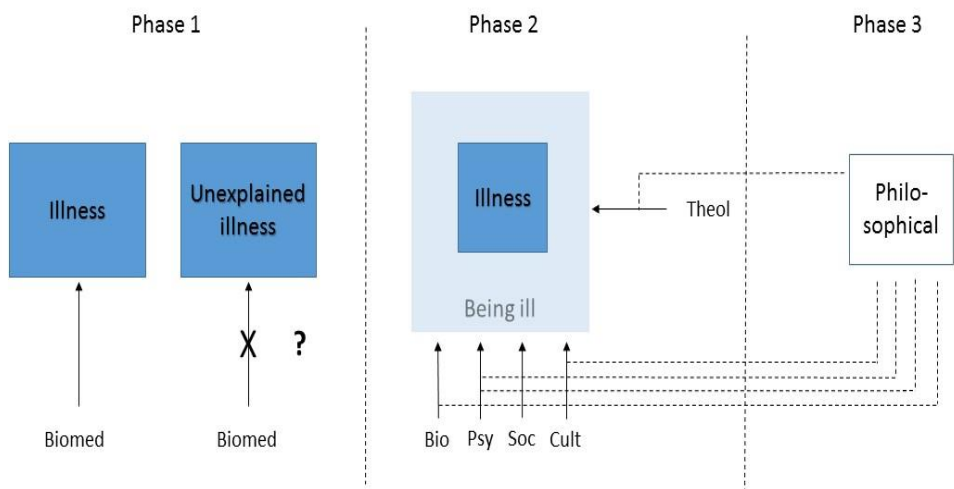 Phase 1
Phase 2
Phase 3
Illness
Unexplained
illness
Illness
Being ill
Theol
Philo-
sophical
X
?
Biomed
Biomed
Bio Psy Soc Cult